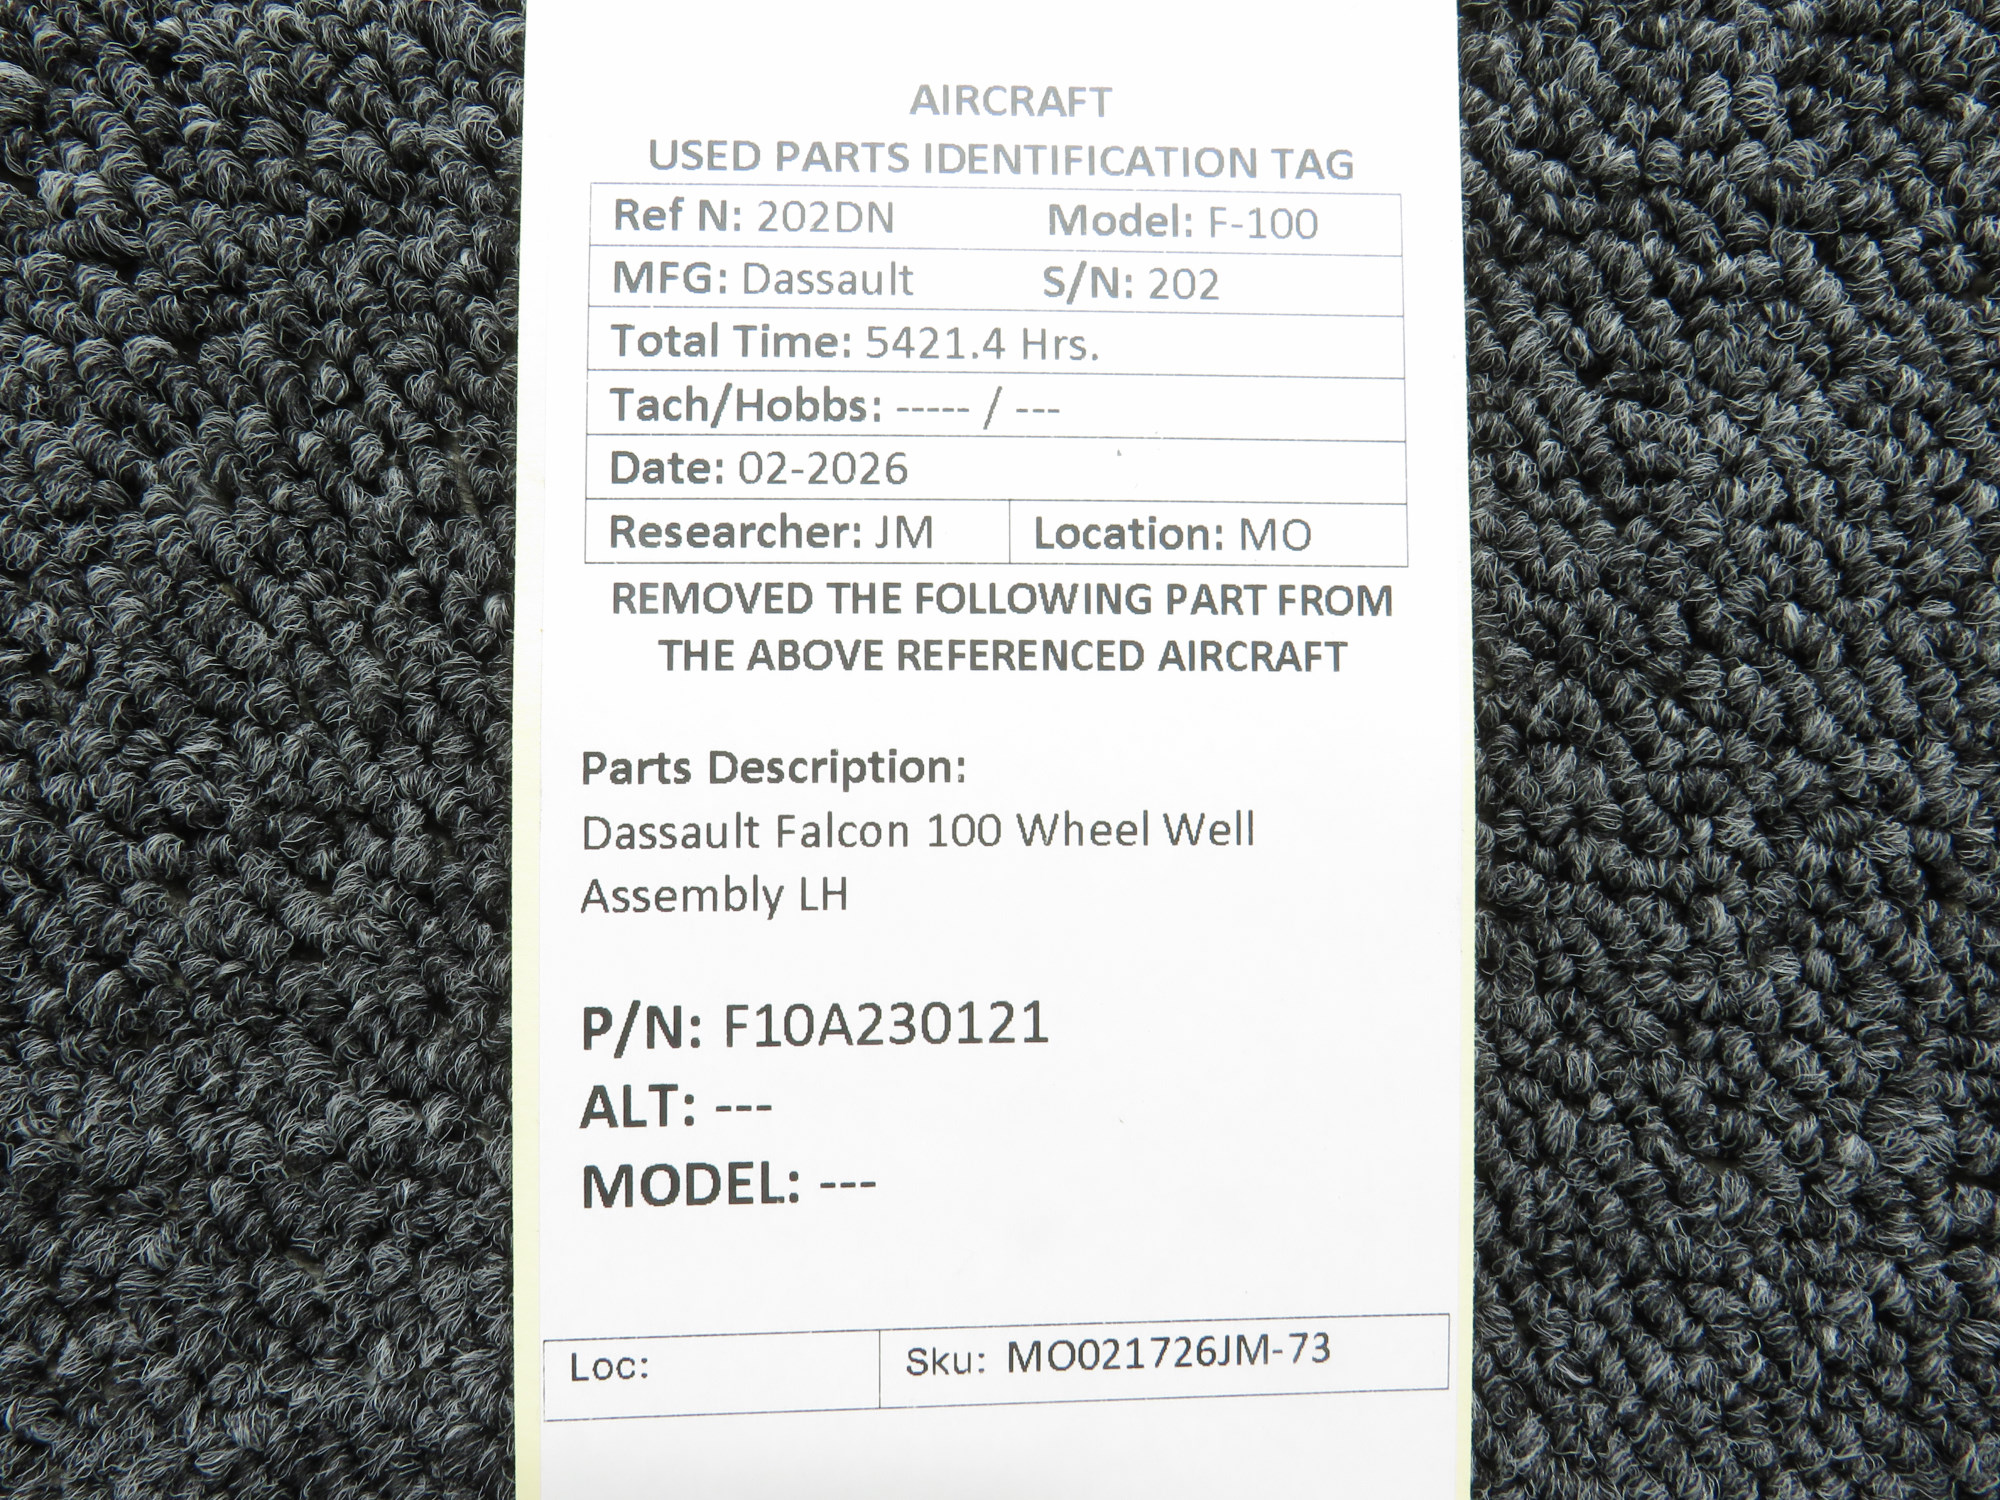 AIRCRAFT
USED PARTS IDENTIFICATION TAG
Ref N: 202DN Model: F-100
MFG: Dassault S/N: 202
Total Time: 5421.4 Hrs.
Tach/Hobbs: ----- / ---
Date: 02-2026
Researcher: JM Location: MO
REMOVED THE FOLLOWING PART FROM
THE ABOVE REFERENCED AIRCRAFT
Parts Description:
Dassault Falcon 100 Wheel Well
Assembly LH
P/N: F10A230121
ALT: ---
MODEL: ---
Loc: Sku: MO021726JM-73